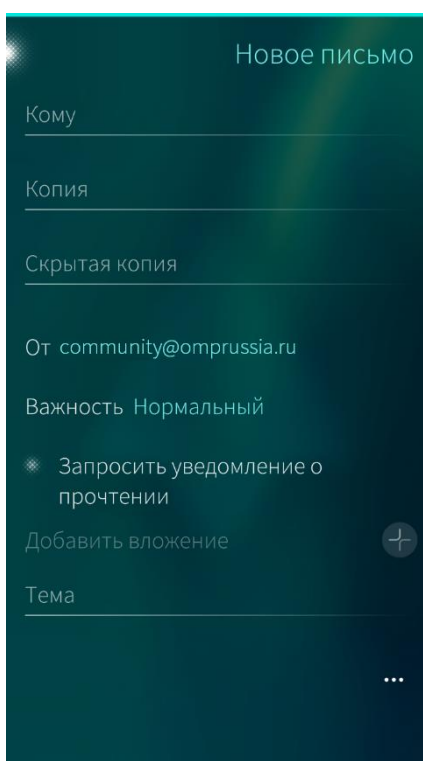 Новое письмо
Кому
Копия
Скрытая копия
От community@omprussia.ru
Важность Нормальный
Запросить уведомление о
прочтении
Добавить вложение
Тема
...